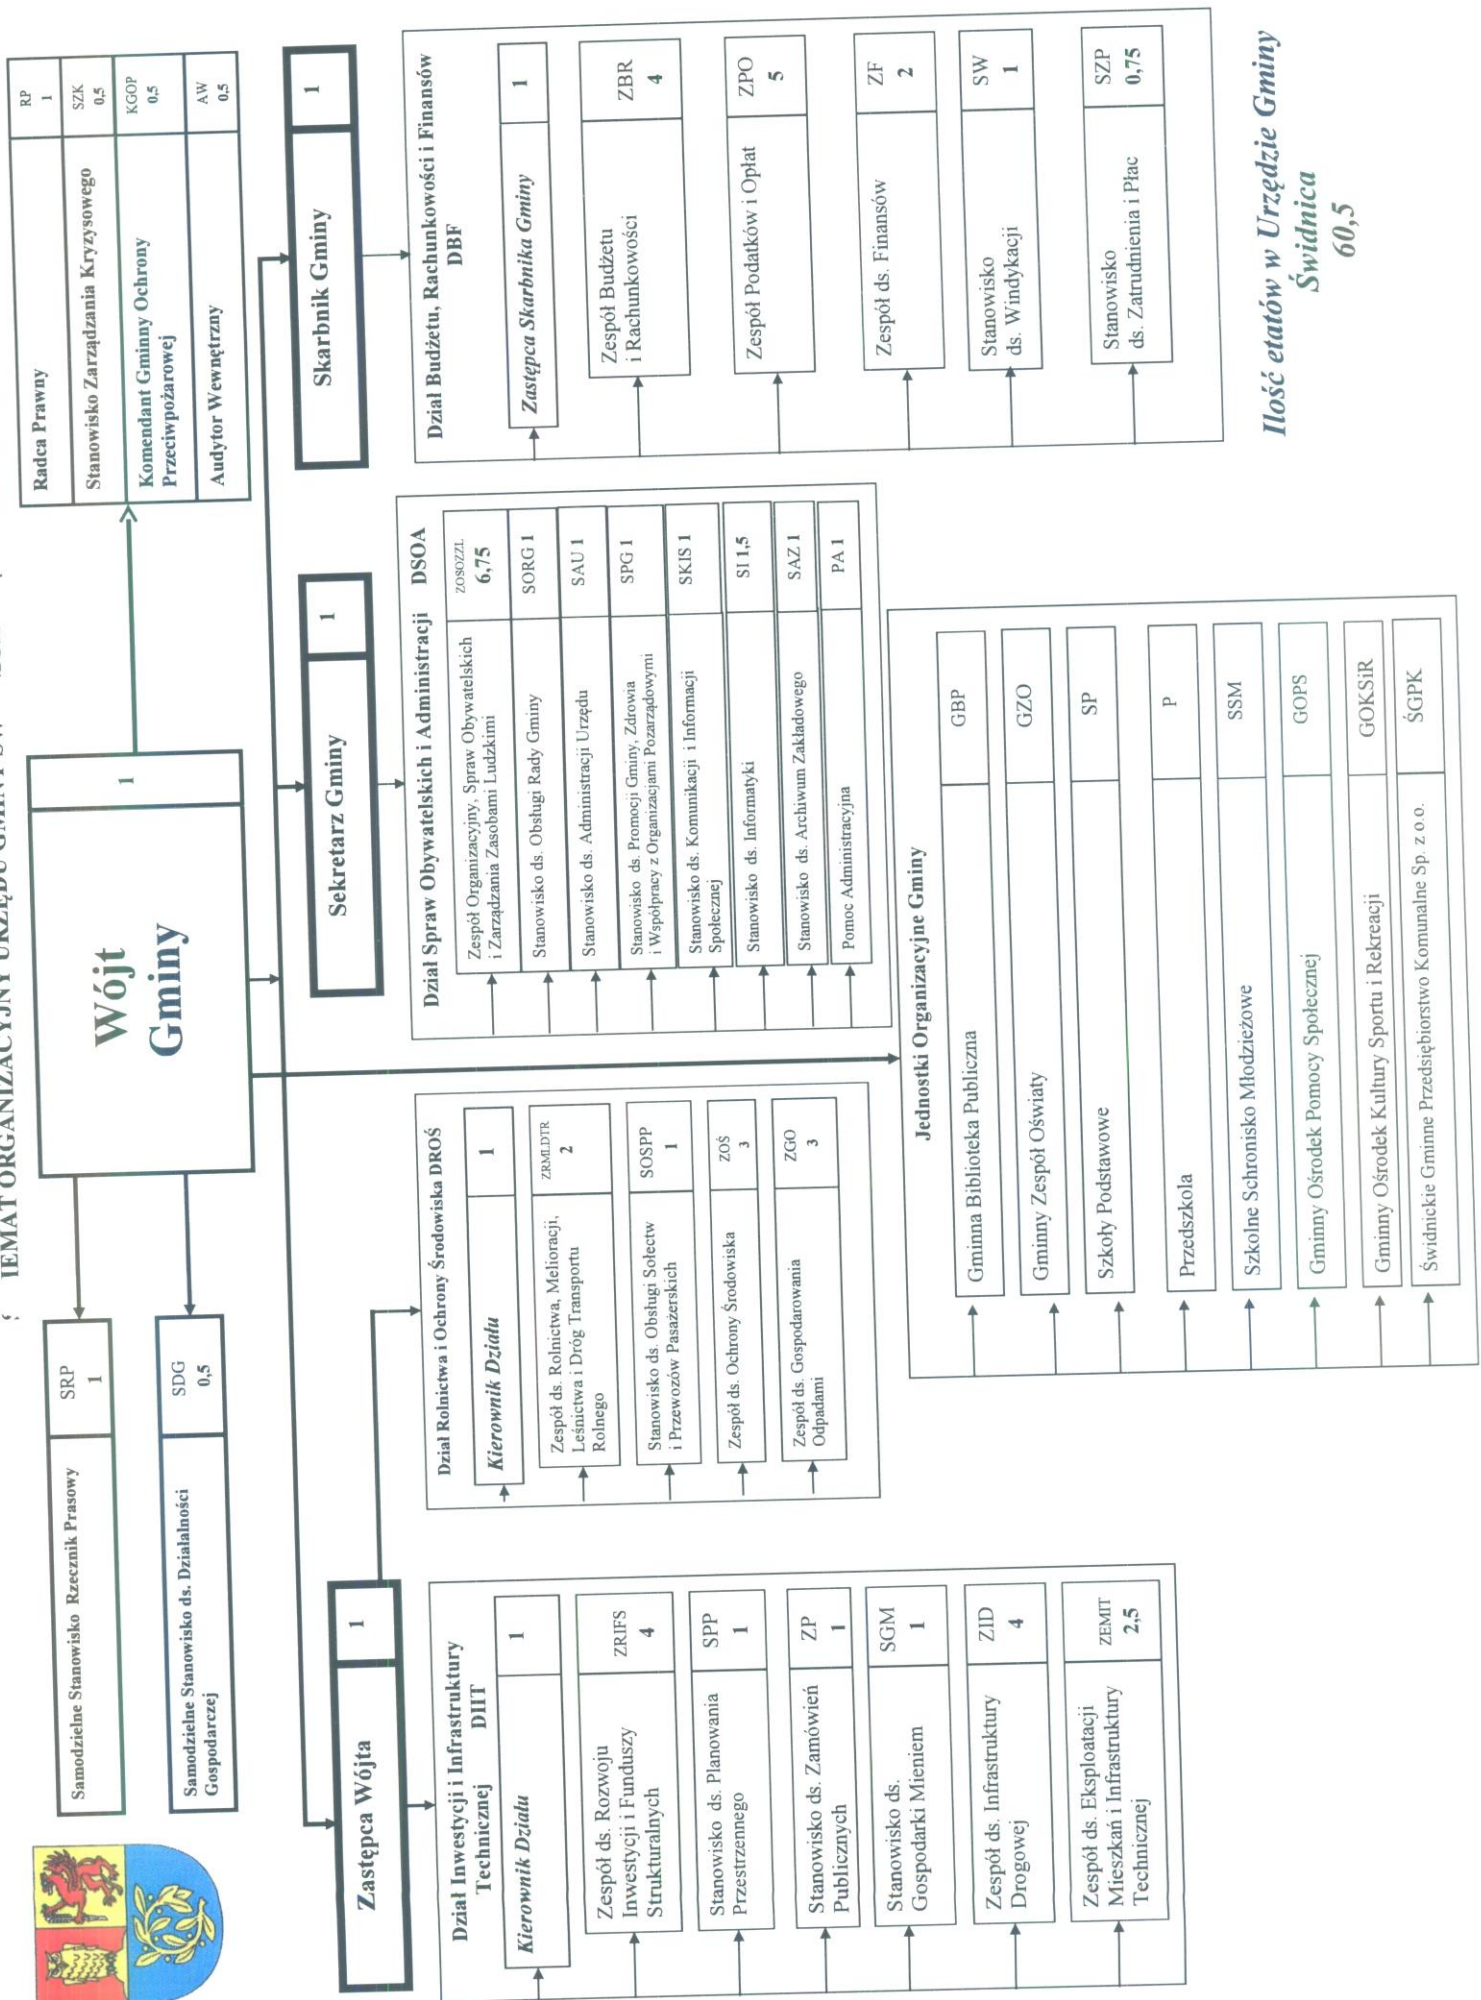 IEMAT ORGANIZACYJNY URZĘDU GMINY
Samodzielne Stanowisko Rzecznik Prasowy
SRP
1
Samodzielne Stanowisko ds. Działalności
Gospodarczej
SDG
0,5
Wójt
Gminy
1
Radca Prawny
RP
1
Stanowisko Zarządzania Kryzysowego
SZK
0,5
Komendant Gminny Ochrony
Przeciwpożarowej
KGOP
0,5
Audytor Wewnętrzny
AW
0,5
Zastępca Wójta
1
Sekretarz Gminy
1
Skarbnik Gminy
1
Dział Inwestycji i Infrastruktury
Technicznej DIIT
Kierownik Działu
1
Zespół ds. Rozwoju
Inwestycji i Funduszy
Strukturalnych
ZRIFS
4
Stanowisko ds. Planowania
Przestrzennego
SPP
1
Stanowisko ds. Zamówień
Publicznych
ZP
1
Stanowisko ds.
Gospodarki Mieniem
SGM
1
Zespół ds. Infrastruktury
Drogowej
ZID
4
Zespół ds. Eksploatacji
Mieszkań i Infrastruktury
Technicznej
ZEMIT
2,5
Dział Rolnictwa i Ochrony Środowiska DROŚ
Kierownik Działu
1
Zespół ds. Rolnictwa, Melioracji,
Leśnictwa i Dróg Transportu
Rolnego
ZRMLDTR
2
Stanowisko ds. Obsługi Sołectw
i Przewozów Pasażerskich
SOSPP
1
Zespół ds. Ochrony Środowiska
ZOŚ
3
Zespół ds. Gospodarowania
Odpadami
ZGO
3
Dział Spraw Obywatelskich i Administracji DSOA
Zespół Organizacyjny, Spraw Obywatelskich
i Zarządzania Zasobami Ludzkimi
ZOSOZZL
6,75
Stanowisko ds. Obsługi Rady Gminy
SORG 1
Stanowisko ds. Administracji Urzędu
SAU 1
Stanowisko ds. Promocji Gminy, Zdrowia
i Współpracy z Organizacjami Pozarządowymi
SPG 1
Stanowisko ds. Komunikacji i Informacji
Społecznej
SKIS 1
Stanowisko ds. Informatyki
SI 1,5
Stanowisko ds. Archiwum Zakładowego
SAZ 1
Pomoc Administracyjna
PA 1
Dział Budżetu, Rachunkowości i Finansów
DBF
Zastępca Skarbnika Gminy
1
Zespół Budżetu
i Rachunkowości
ZBR
4
Zespół Podatków i Opłat
ZPO
5
Zespół ds. Finansów
ZF
2
Stanowisko
ds. Windykacji
SW
1
Stanowisko
ds. Zatrudnienia i Płac
SZP
0,75
Jednostki Organizacyjne Gminy
Gminna Biblioteka Publiczna
GBP
Gminny Zespół Oświaty
GZO
Szkoły Podstawowe
SP
Przedszkola
P
Szkolne Schronisko Młodzieżowe
SSM
Gminny Ośrodek Pomocy Społecznej
GOPS
Gminny Ośrodek Kultury Sportu i Rekreacji
GOKSiR
Świdnickie Gminne Przedsiębiorstwo Komunalne Sp. z o.o.
ŚGPK
Ilość etatów w Urzędzie Gminy
Świdnica
60,5